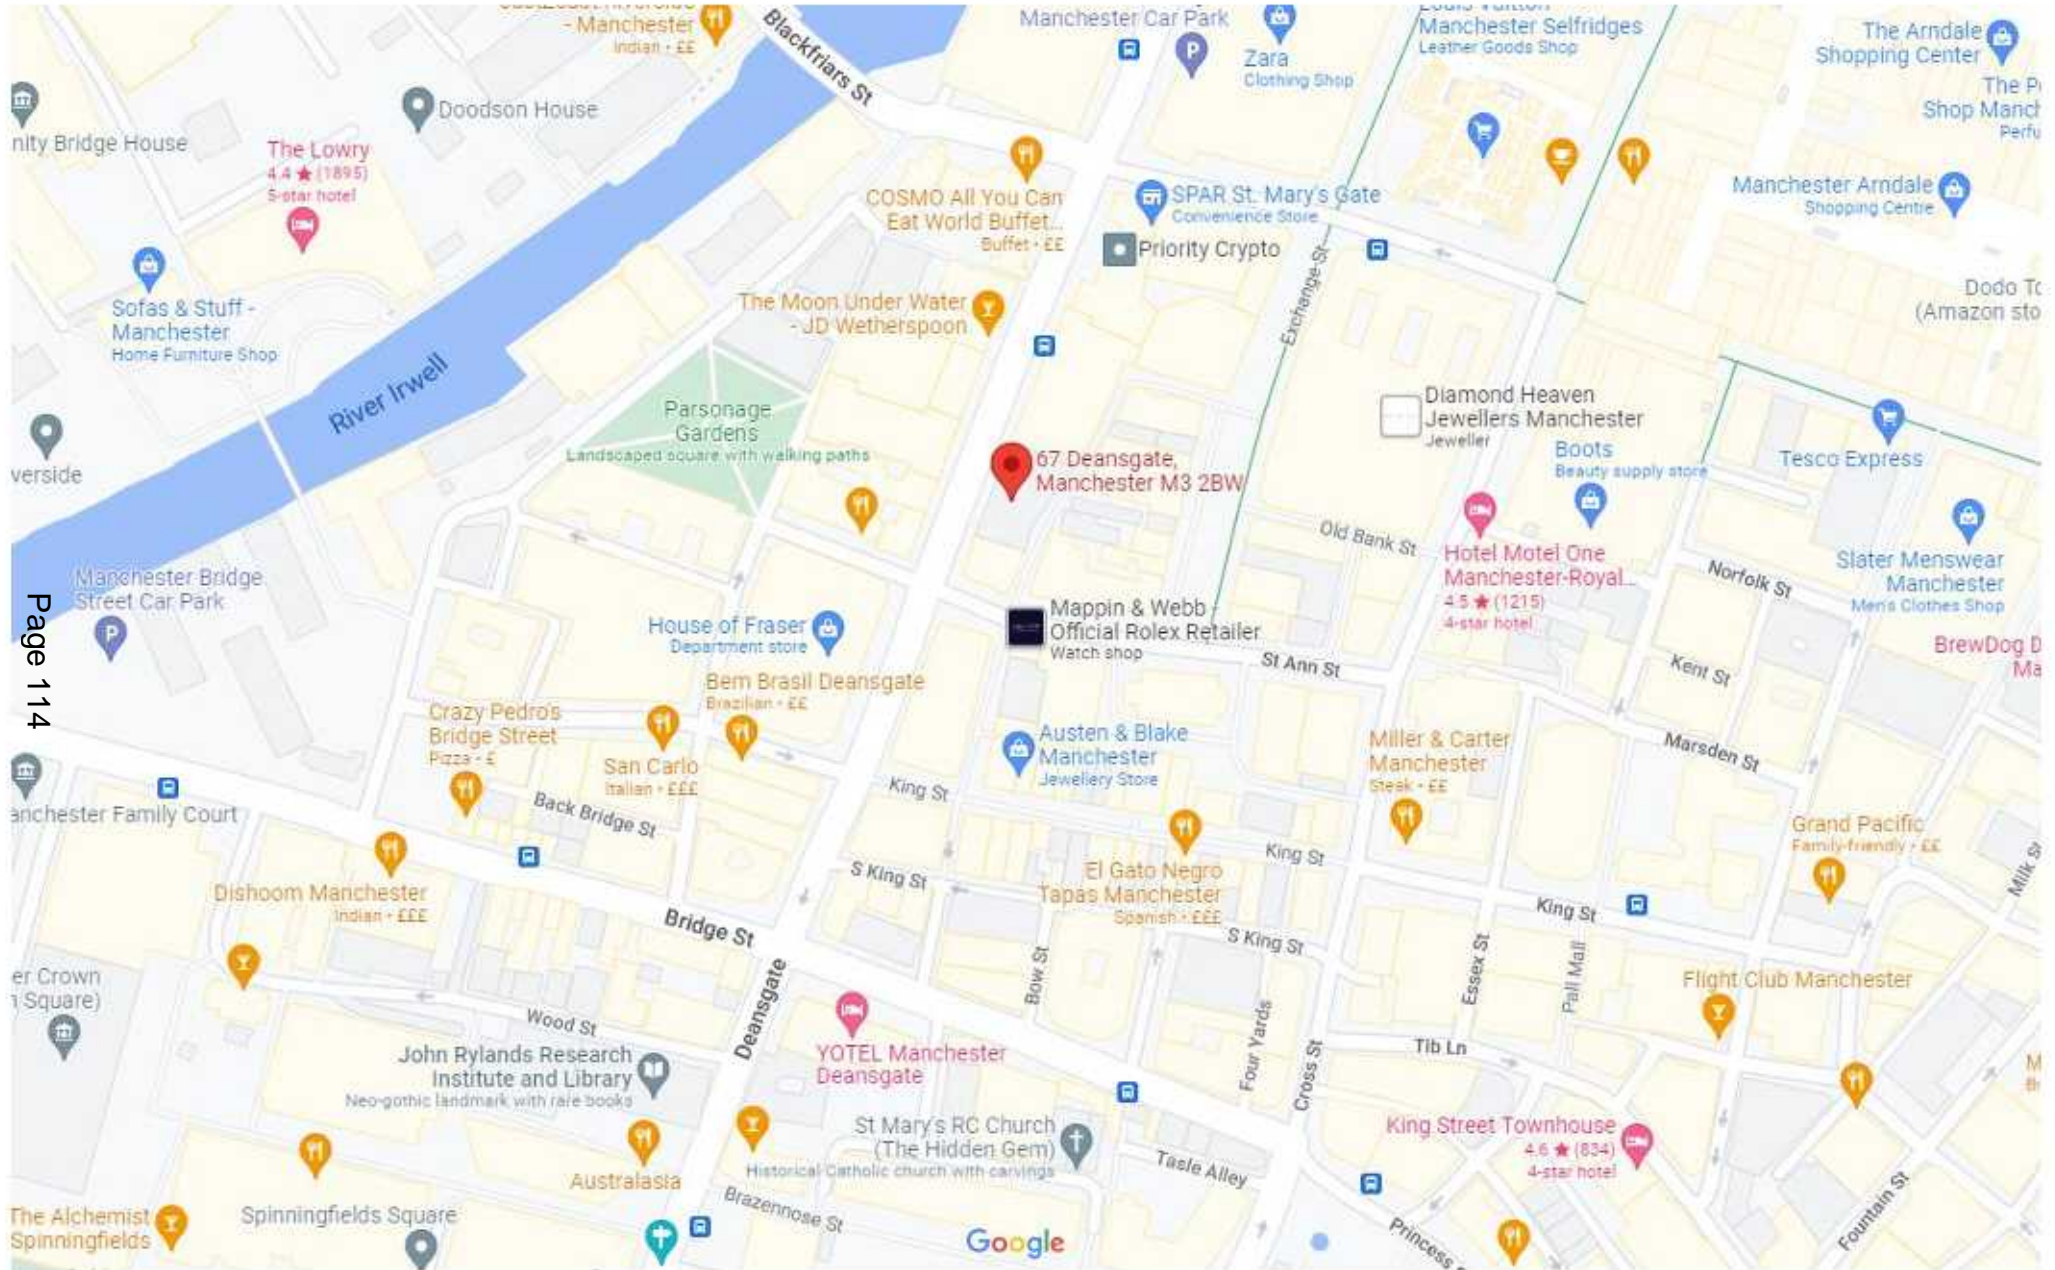 - Manchester
Indian • ££
Blackfriars St
Manchester Car Park
Zara
Clothing Shop
Manchester Selfridges
Leather Goods Shop
The Arndale
Shopping Center
Shop
Doodson House
nity Bridge House
The Lowry
4.4 ★ (1895)
5-star hotel
COSMO All You Can
Eat World Buffet...
Buffet • ££
SPAR St. Mary's Gate
Convenience Store
Priority Crypto
Manchester Arndale
Shopping Centre
Exchange St
Sofas & Stuff -
Manchester
Home Furniture Shop
The Moon Under Water
- JD Wetherspoon
Dodo
(Amazon sto
River Irwell
Parsonage
Gardens
Landscaped square with walking paths
67 Deansgate,
Manchester M3 2BW
Diamond Heaven
Jewellers Manchester
Jeweller
Boots
Beauty supply store
Tesco Express
verside
Old Bank St
Hotel Motel One
Manchester-Royal...
4.5 ★ (1215)
4-star hotel
Norfolk St
Slater Menswear
Manchester
Men's Clothes Shop
Manchester Bridge
Street Car Park
Page 114
House of Fraser
Department store
Mappin & Webb -
Official Rolex Retailer
Watch shop
St Ann St
Kent St
BrewDog D
Ma
Bem Brasil Deansgate
Brazilian • ££
Crazy Pedro's
Bridge Street
Pizza • £
San Carlo
Italian • £££
Austen & Blake
Manchester
Jewellery Store
Miller & Carter
Manchester
Steak • ££
Marsden St
King St
Back Bridge St
anchester Family Court
Grand Pacific
Family-friendly • ££
S King St
El Gato Negro
Tapas Manchester
Spanish • £££
King St
Milk St
Dishoom Manchester
Indian • £££
Bridge St
S King St
King St
er Crown
Square)
Bow St
Essex St
Pall Mall
Flight Club Manchester
Wood St
Deansgate
YOTEL Manchester
Deansgate
Four Yards
Cross St
Tib Ln
John Rylands Research
Institute and Library
Neo-gothic landmark with rare books
St Mary's RC Church
(The Hidden Gem)
Historical Catholic church with carvings
King Street Townhouse
4.6 ★ (834)
4-star hotel
Tasle Alley
Australasia
Brazennose St
The Alchemist
Spinningfields
Spinningfields Square
Google
Princess
Fountain St